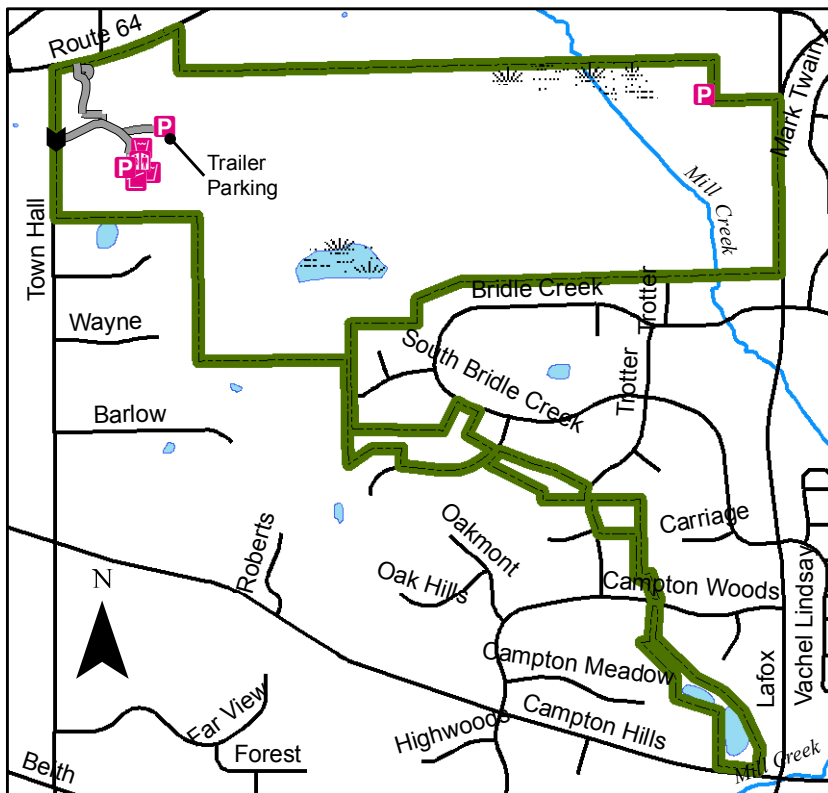 Route 64
P
Mark Twain
P
P
Trailer
Parking
Mill Creek
Town Hall
Bridle Creek
Trotter
Wayne
South Bridle Creek
Trotter
Barlow
Carriage
Oakmont
Roberts
N
Oak Hills
Campton Woods
Vachel Lindsay
Campton Meadow
Lafox
Far View
Campton Hills
Highwoods
Forest
Mill Creek
Beith